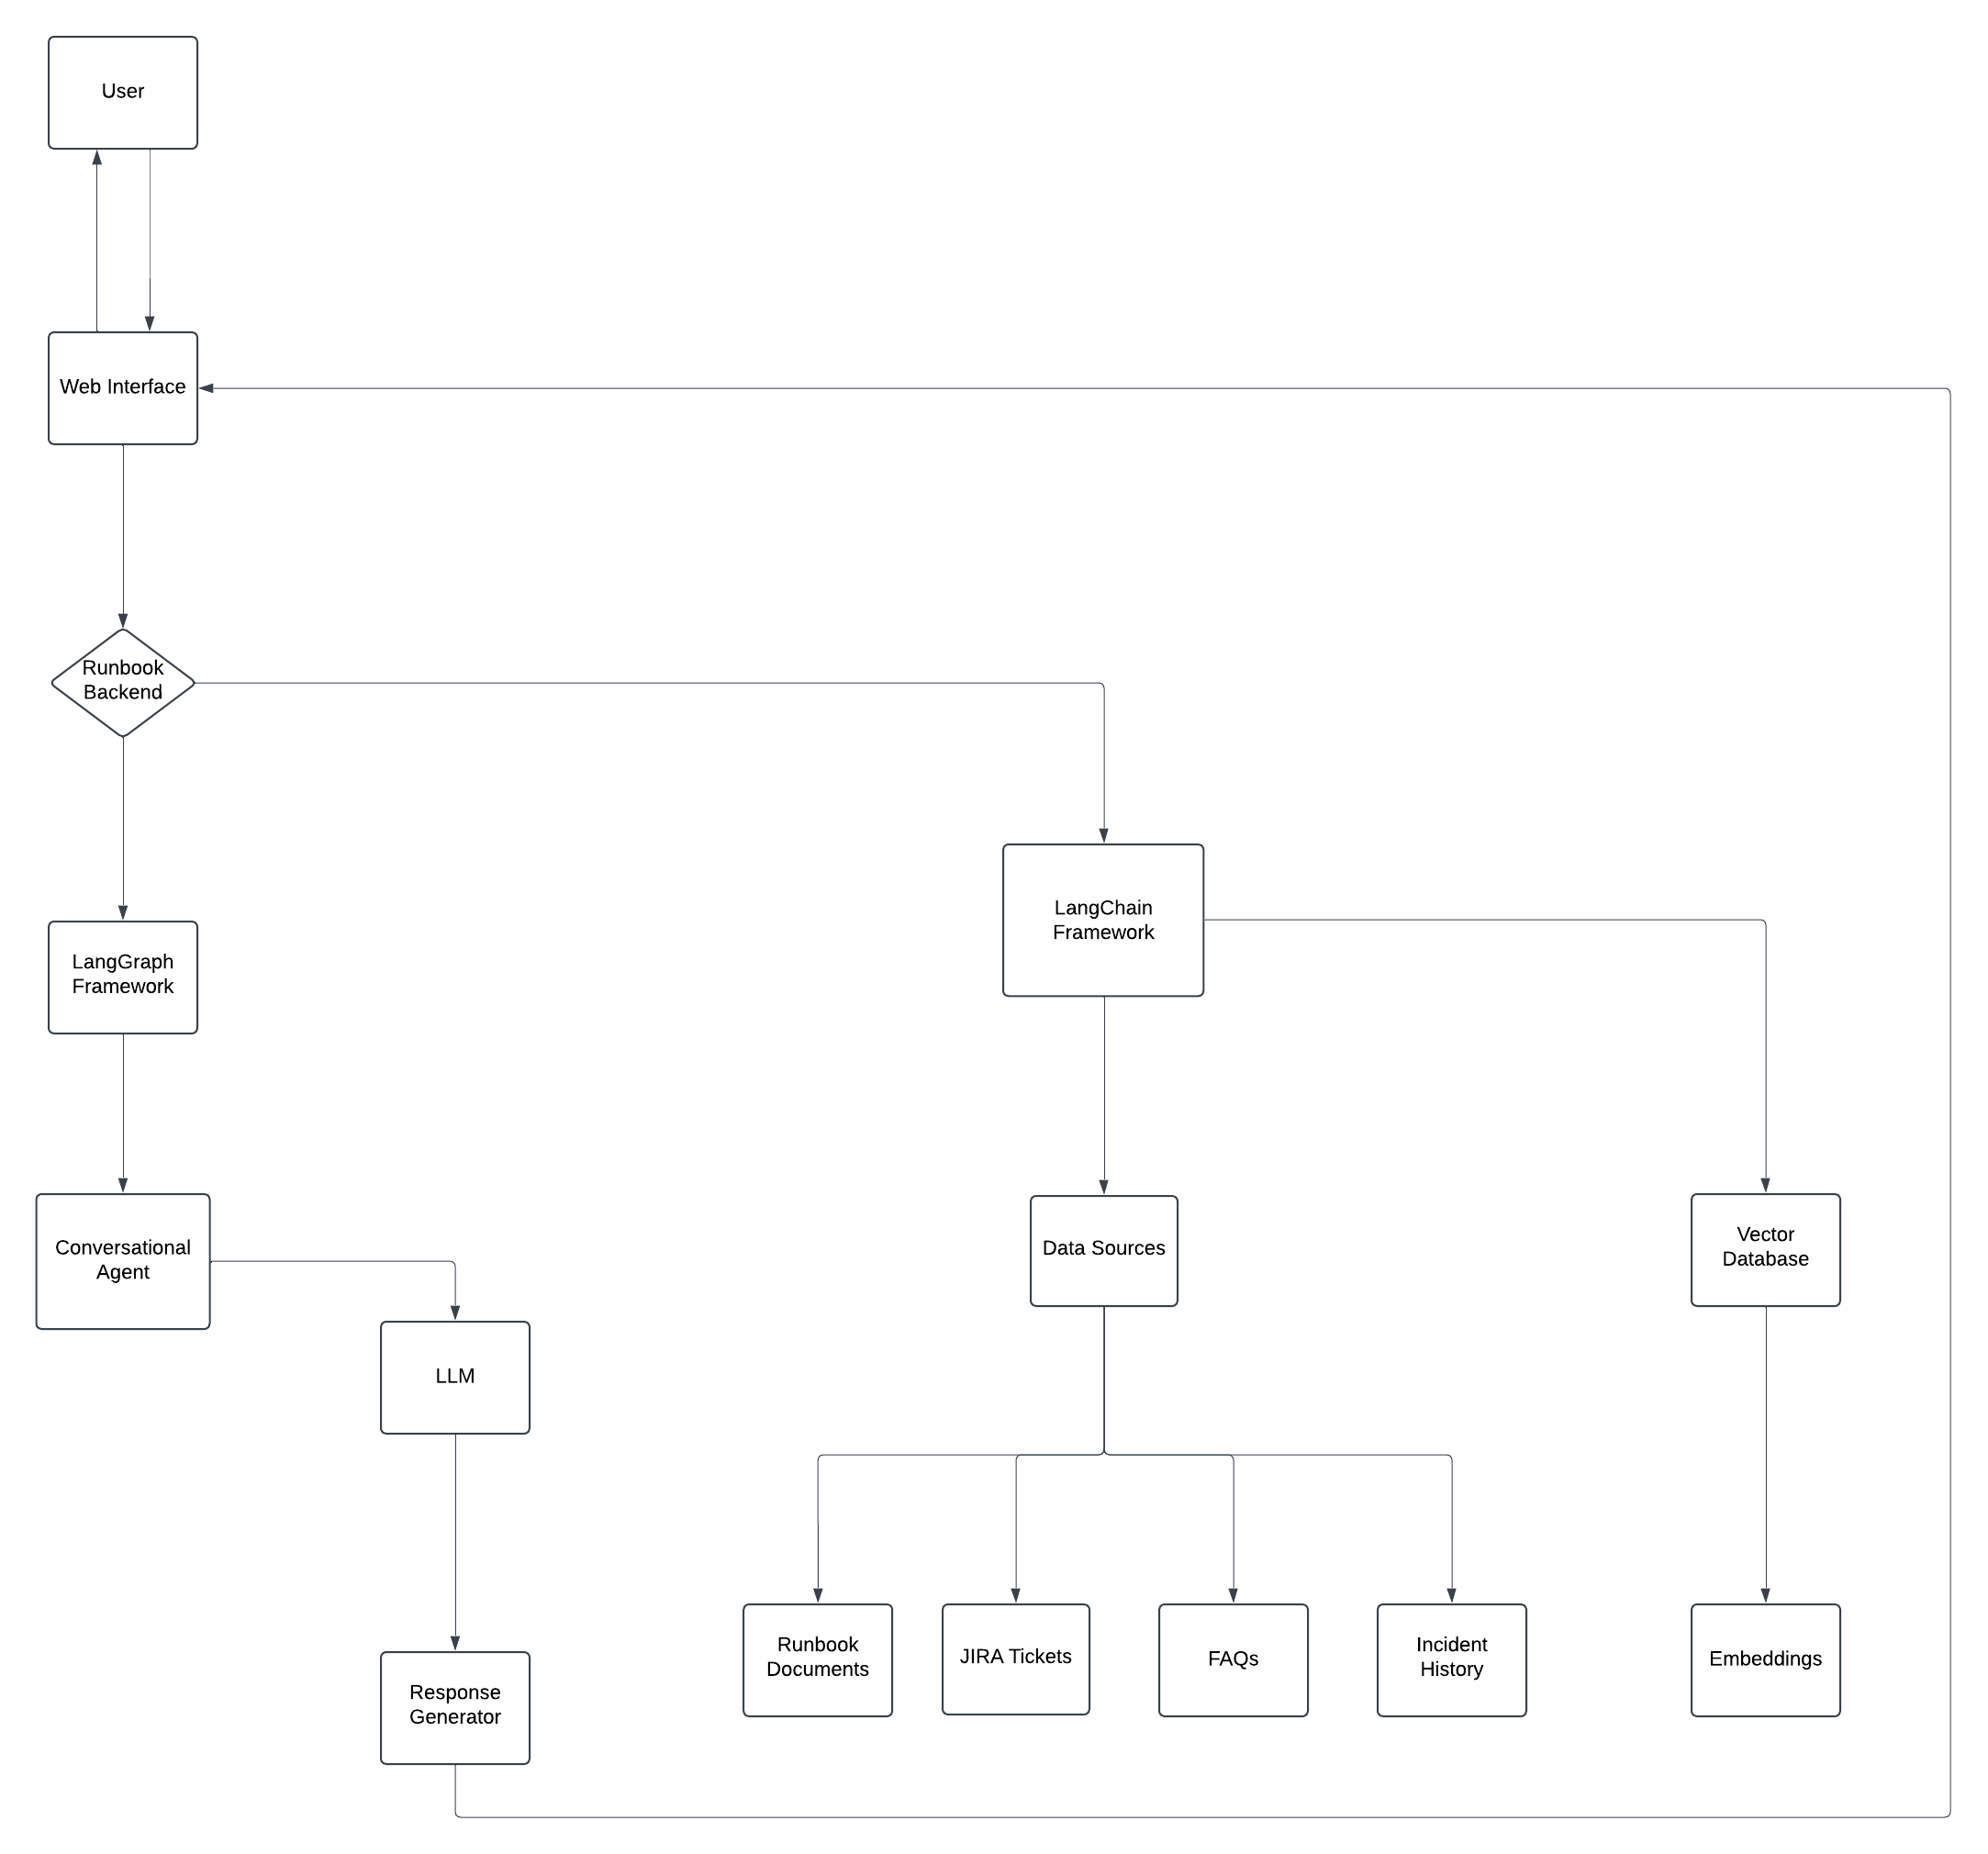 User
Web Interface
Runbook
Backend
LangGraph
Framework
LangChain
Framework
Conversational
Agent
Data Sources
Vector
Database
LLM
Response
Generator
Runbook
Documents
JIRA Tickets
FAQs
Incident
History
Embeddings